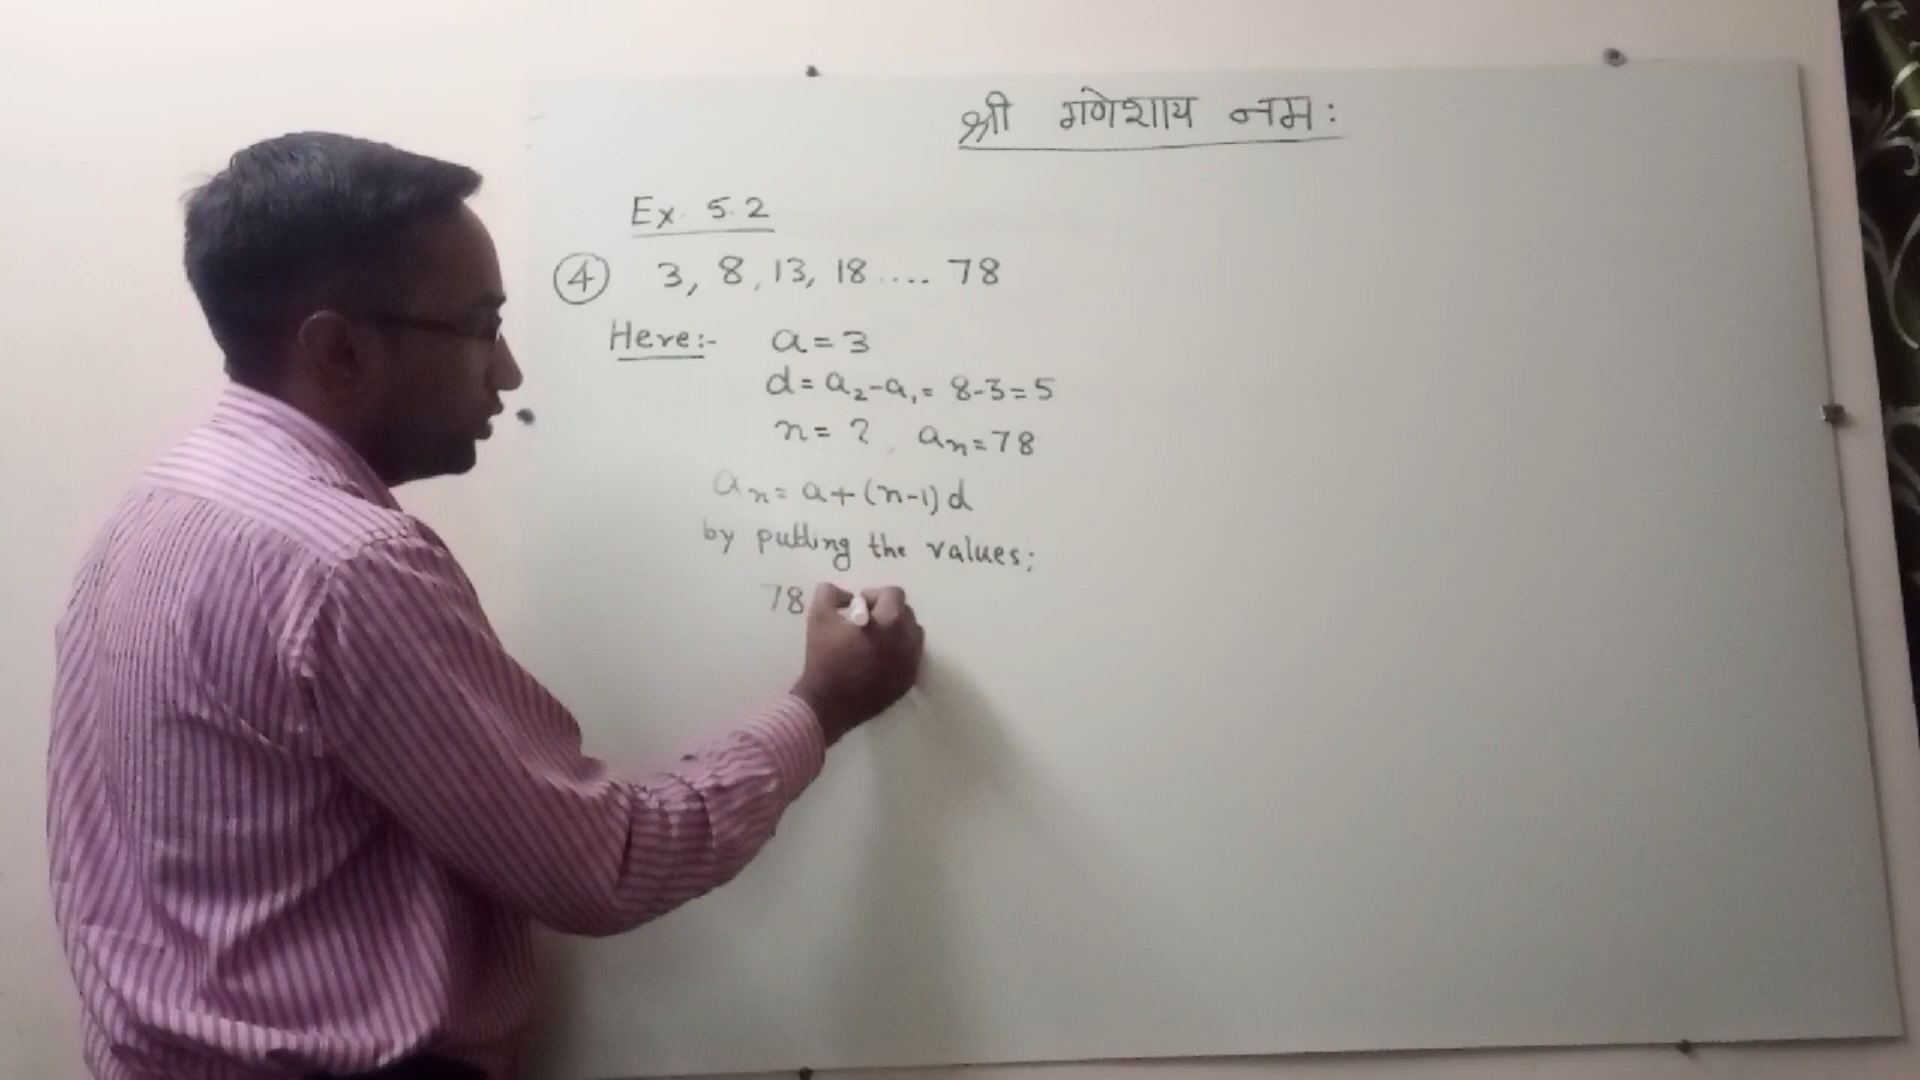 श्री गणेशाय नमः
Ex. 5.2
④ 3, 8, 13, 18 .... 78
Here:- a = 3
d = a₂-a₁ = 8-3=5
n = ? , aₙ=78
aₙ = a+(n-1)d
by putting the values;
78